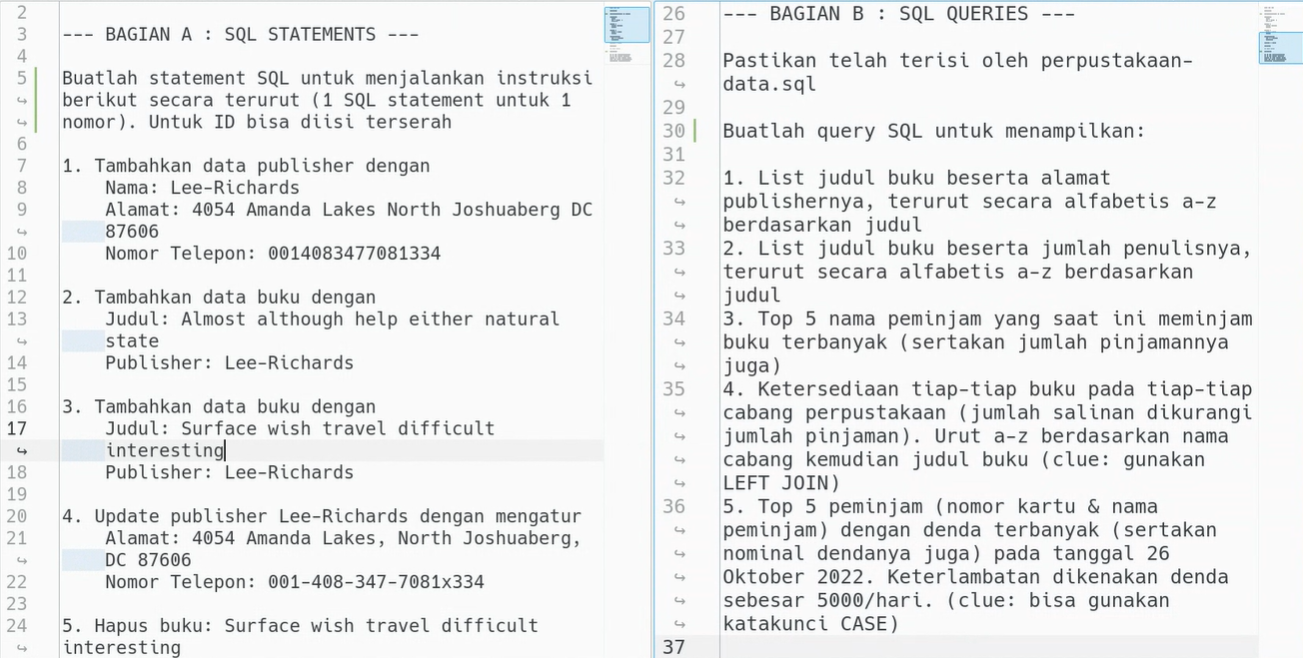 2
3 --- BAGIAN A : SQL STATEMENTS ---
4
5 Buatlah statement SQL untuk menjalankan instruksi
↪ berikut secara terurut (1 SQL statement untuk 1
↪ nomor). Untuk ID bisa diisi terserah
6
7 1. Tambahkan data publisher dengan
8 Nama: Lee-Richards
9 Alamat: 4054 Amanda Lakes North Joshuaberg DC
↪ 87606
10 Nomor Telepon: 0014083477081334
11
12 2. Tambahkan data buku dengan
13 Judul: Almost although help either natural
↪ state
14 Publisher: Lee-Richards
15
16 3. Tambahkan data buku dengan
17 Judul: Surface wish travel difficult
↪ interesting
18 Publisher: Lee-Richards
19
20 4. Update publisher Lee-Richards dengan mengatur
21 Alamat: 4054 Amanda Lakes, North Joshuaberg,
↪ DC 87606
22 Nomor Telepon: 001-408-347-7081x334
23
24 5. Hapus buku: Surface wish travel difficult
↪ interesting
26 --- BAGIAN B : SQL QUERIES ---
27
28 Pastikan telah terisi oleh perpustakaan-
↪ data.sql
29
30 Buatlah query SQL untuk menampilkan:
31
32 1. List judul buku beserta alamat
↪ publishernya, terurut secara alfabetis a-z
↪ berdasarkan judul
33 2. List judul buku beserta jumlah penulisnya,
↪ terurut secara alfabetis a-z berdasarkan
↪ judul
34 3. Top 5 nama peminjam yang saat ini meminjam
↪ buku terbanyak (sertakan jumlah pinjamannya
↪ juga)
35 4. Ketersediaan tiap-tiap buku pada tiap-tiap
↪ cabang perpustakaan (jumlah salinan dikurangi
↪ jumlah pinjaman). Urut a-z berdasarkan nama
↪ cabang kemudian judul buku (clue: gunakan
↪ LEFT JOIN)
36 5. Top 5 peminjam (nomor kartu & nama
↪ peminjam) dengan denda terbanyak (sertakan
↪ nominal dendanya juga) pada tanggal 26
↪ Oktober 2022. Keterlambatan dikenakan denda
↪ sebesar 5000/hari. (clue: bisa gunakan
↪ katakunci CASE)
37